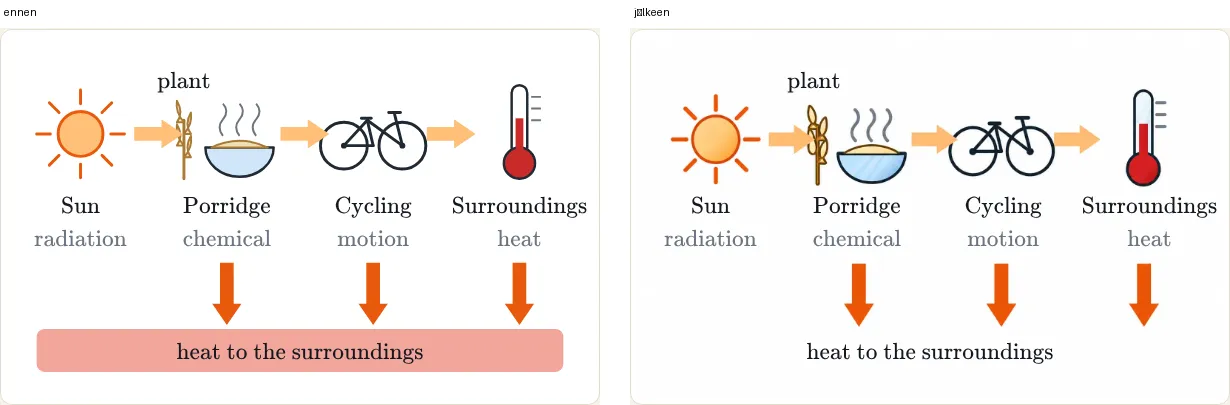 ennen
plant
Sun
Porridge
Cycling
Surroundings
radiation
chemical
motion
heat
heat to the surroundings
plant
Sun
Porridge
Cycling
Surroundings
radiation
chemical
motion
heat
heat to the surroundings